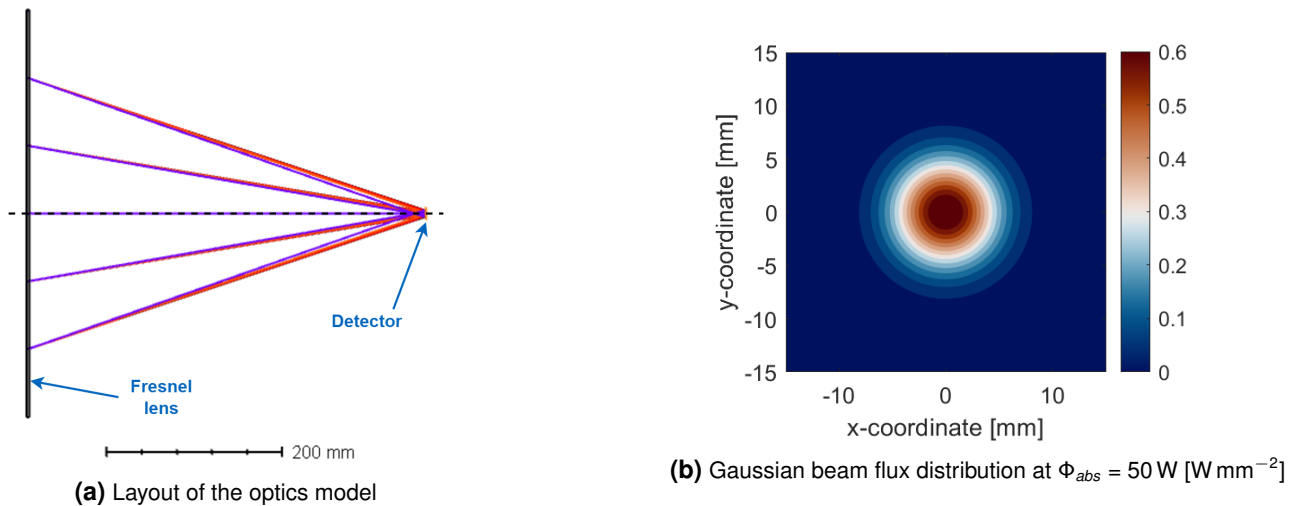 Detector
Fresnel
lens
200 mm
(a) Layout of the optics model
15
10
5
0
-5
-10
-15
y-coordinate [mm]
-10
0
10
x-coordinate [mm]
0.6
0.5
0.4
0.3
0.2
0.1
0
(b) Gaussian beam flux distribution at Φabs = 50 W [W mm−2]